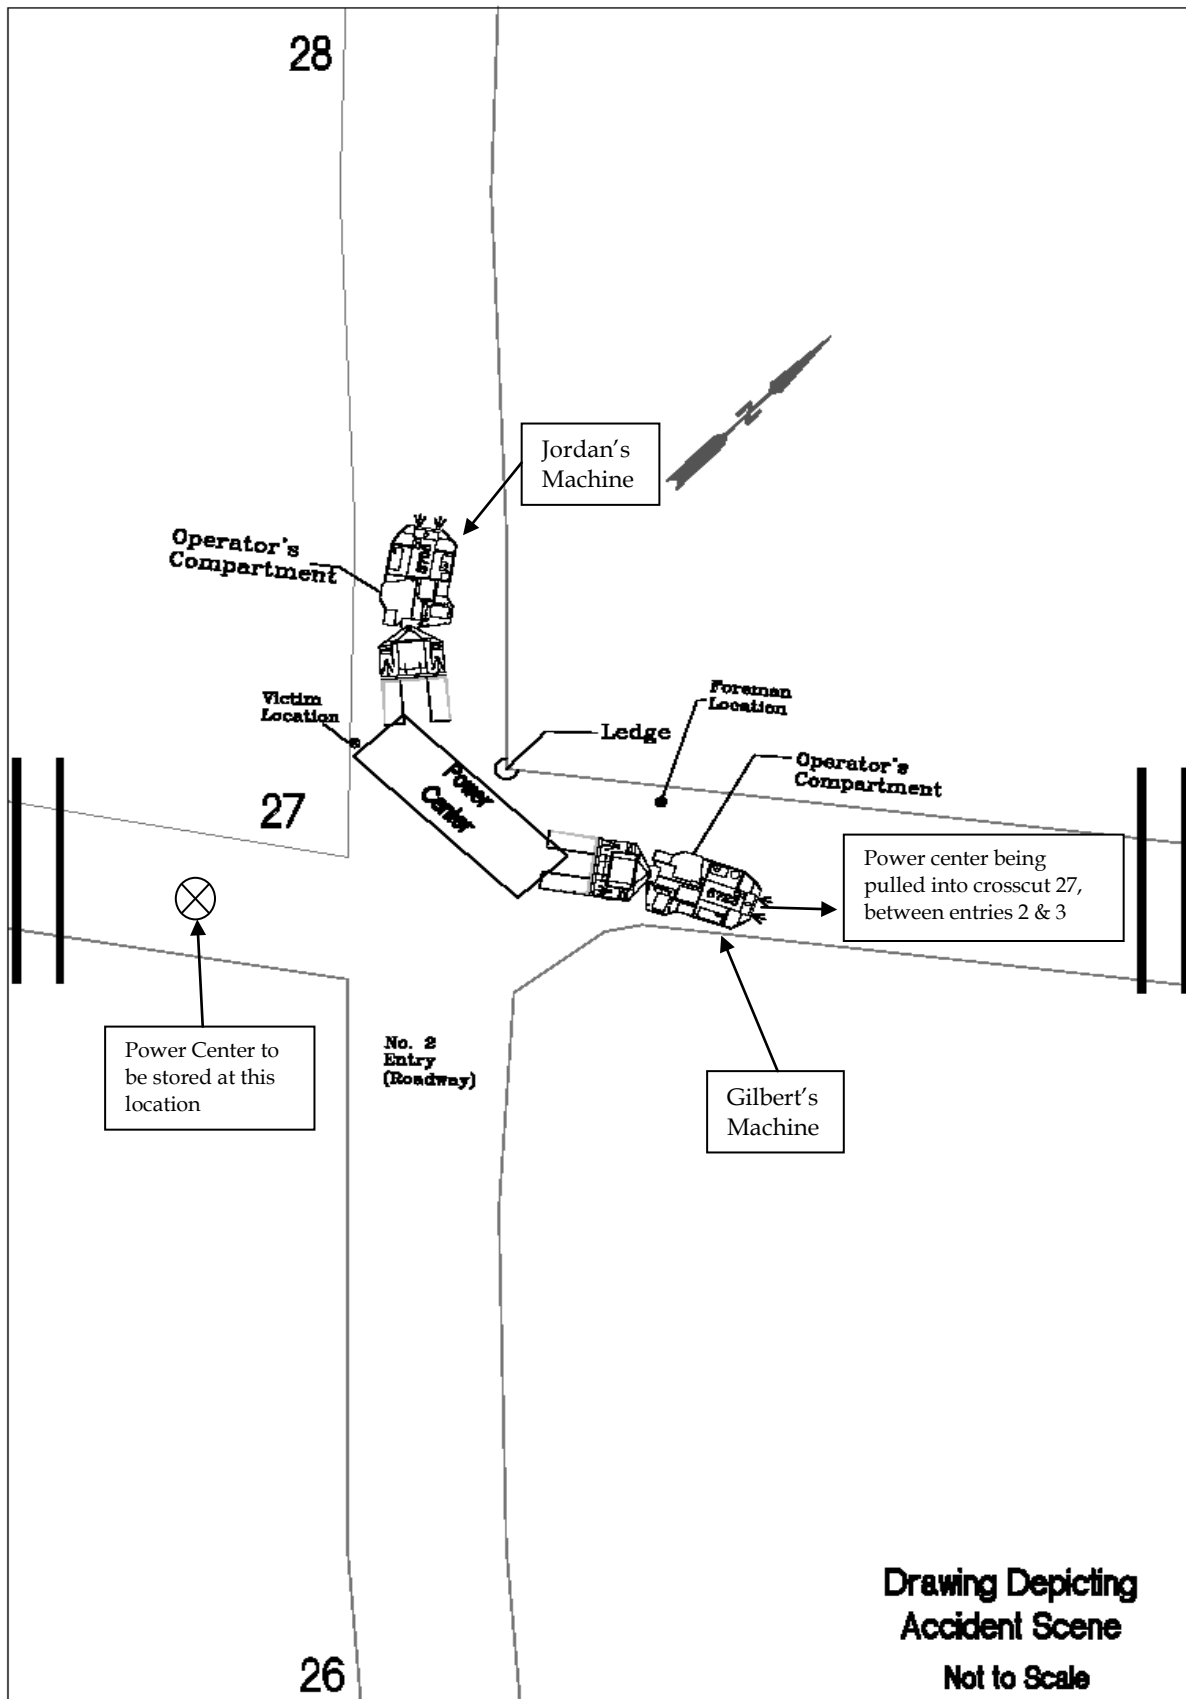 28
Jordan's
Machine
Operator's
Compartment
N
Victim
Location
Foreman
Location
Ledge
Operator's
Compartment
Power
Center
27
Power center being
pulled into crosscut 27,
between entries 2 & 3
Power Center to
be stored at this
location
No. 2
Entry
(Roadway)
Gilbert's
Machine
Drawing Depicting
Accident Scene
Not to Scale
26